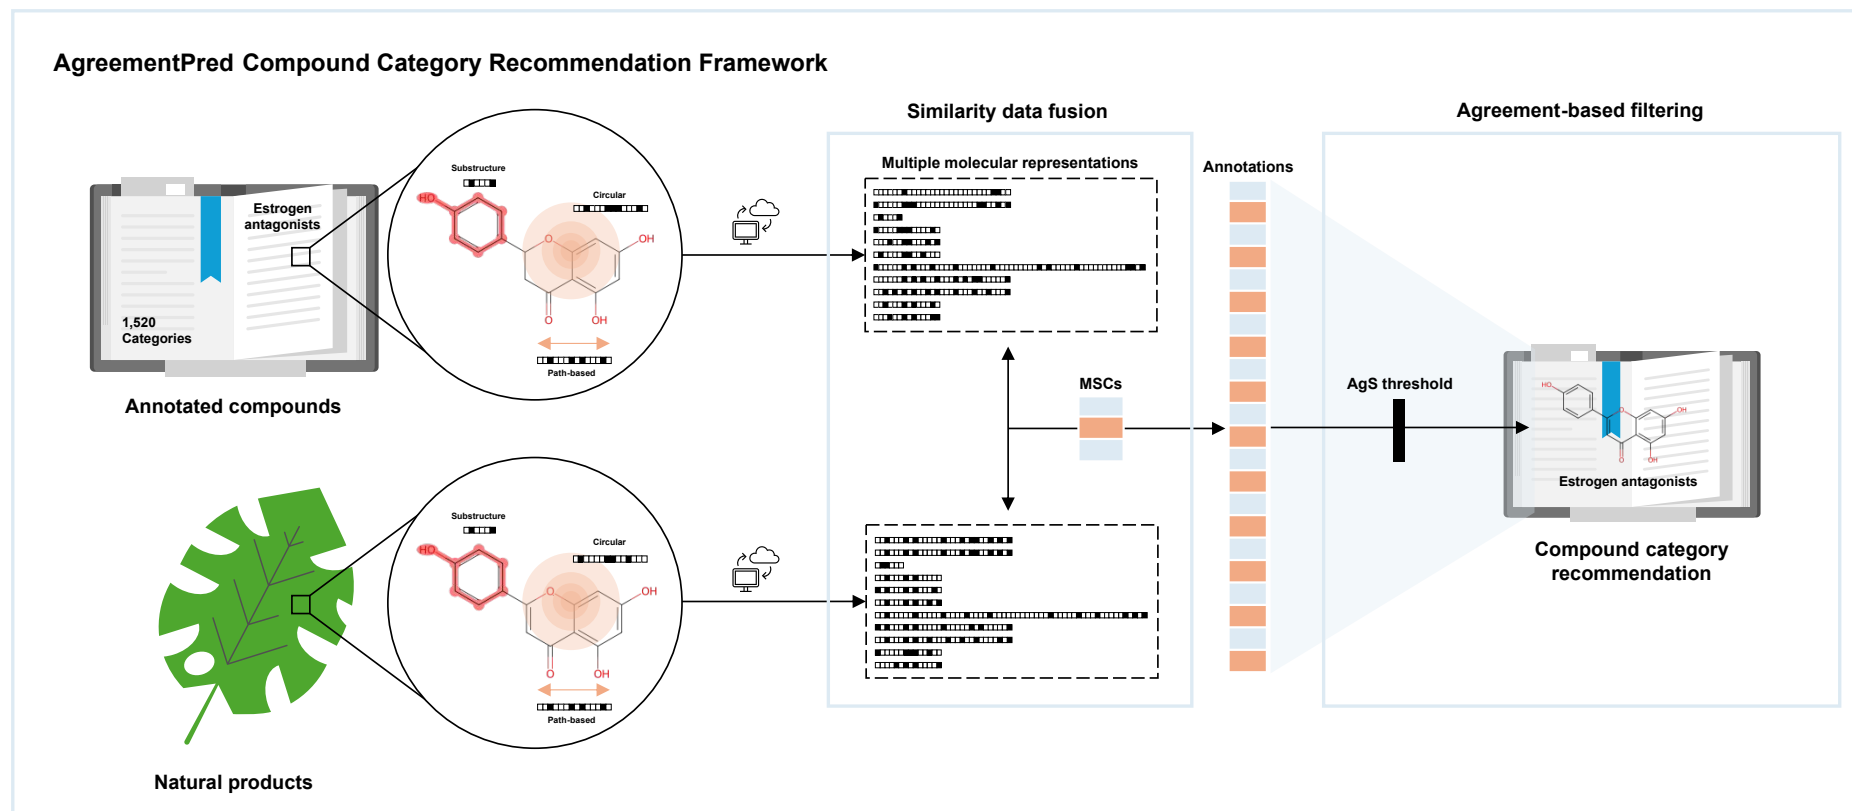 AgreementPred Compound Category Recommendation Framework
Similarity data fusion
Agreement-based filtering
Estrogen
antagonists
1,520
Categories
Annotated compounds
Substructure
Circular
HO
O
OH
O
OH
Path-based
Multiple molecular representations
MSCs
Annotations
AgS threshold
HO
O
OH
O
OH
Estrogen antagonists
Compound category
recommendation
Substructure
Circular
HO
O
OH
O
OH
Path-based
Natural products